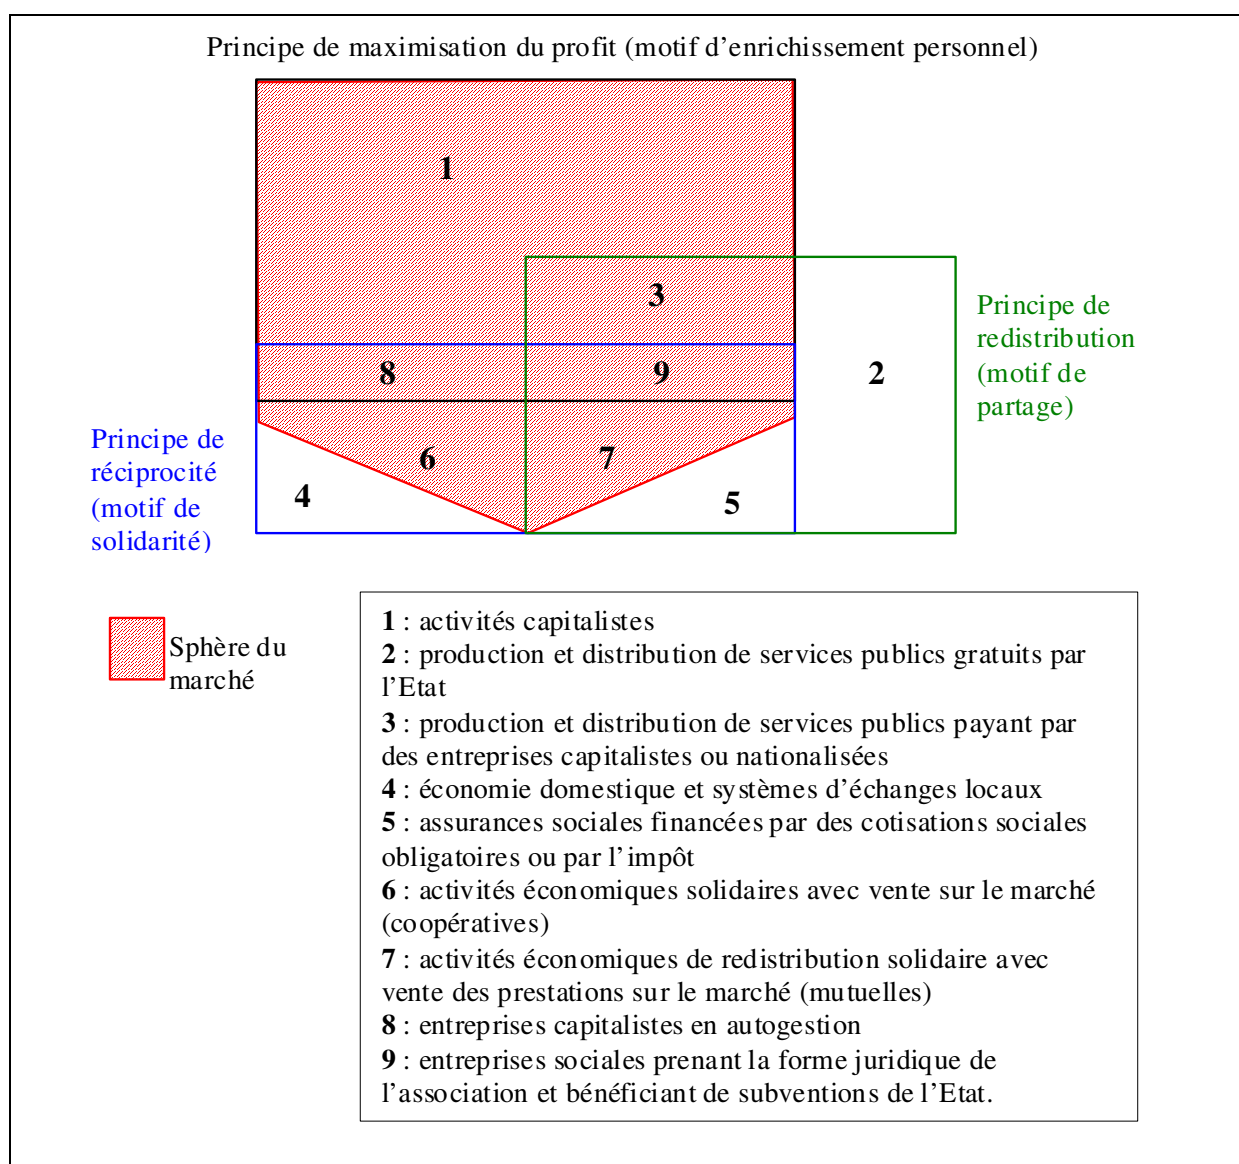 Principe de maximisation du profit (motif d'enrichissement personnel)
1
3
8
9
2
Principe de
redistribution
(motif de
partage)
Principe de
réciprocité
(motif de
solidarité)
6
7
4
5
Sphère du
marché
1 : activités capitalistes
2 : production et distribution de services publics gratuits par
l'Etat
3 : production et distribution de services publics payant par
des entreprises capitalistes ou nationalisées
4 : économie domestique et systèmes d'échanges locaux
5 : assurances sociales financées par des cotisations sociales
obligatoires ou par l'impôt
6 : activités économiques solidaires avec vente sur le marché
(coopératives)
7 : activités économiques de redistribution solidaire avec
vente des prestations sur le marché (mutuelles)
8 : entreprises capitalistes en autogestion
9 : entreprises sociales prenant la forme juridique de
l'association et bénéficiant de subventions de l'Etat.